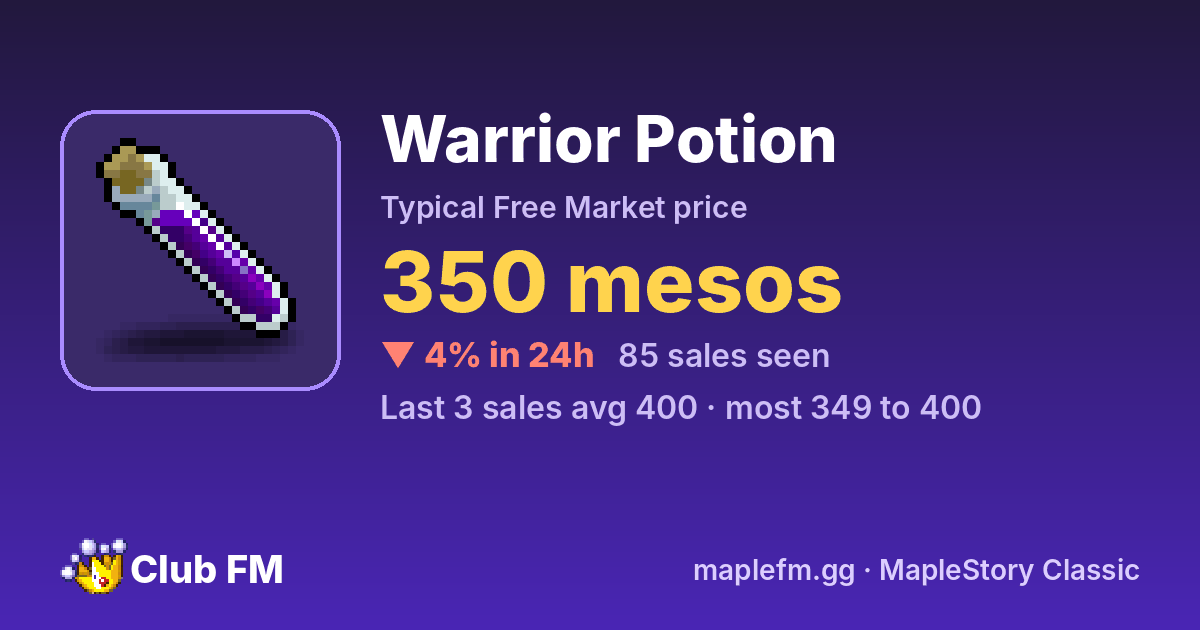 Warrior Potion
Typical Free Market price
350 mesos
▼ 4% in 24h 85 sales seen
Last 3 sales avg 400 · most 349 to 400
Club FM
maplefm.gg · MapleStory Classic